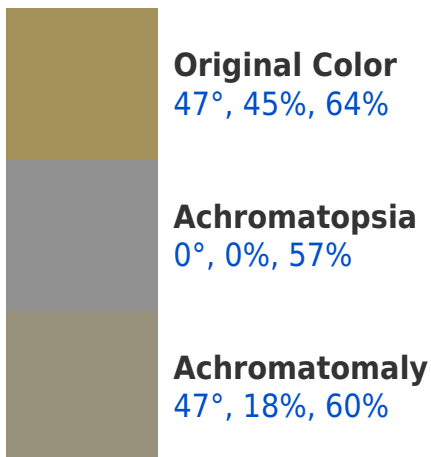 Original Color
47°, 45%, 64%
Achromatopsia
0°, 0%, 57%
Achromatomaly
47°, 18%, 60%